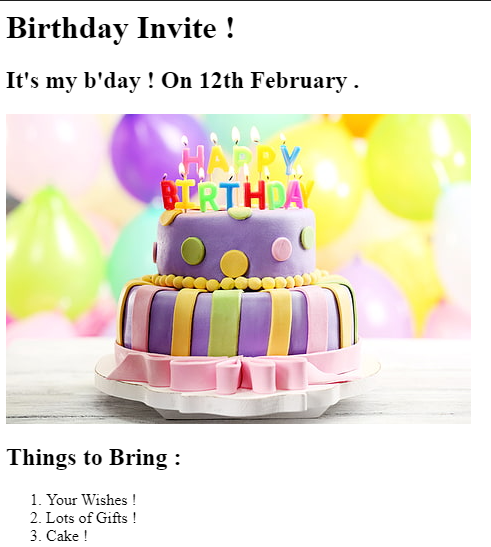 Birthday Invite !
It's my b'day ! On 12th February .
HAPPY
BIRTHDAY
Things to Bring :
1. Your Wishes !
2. Lots of Gifts !
3. Cake !